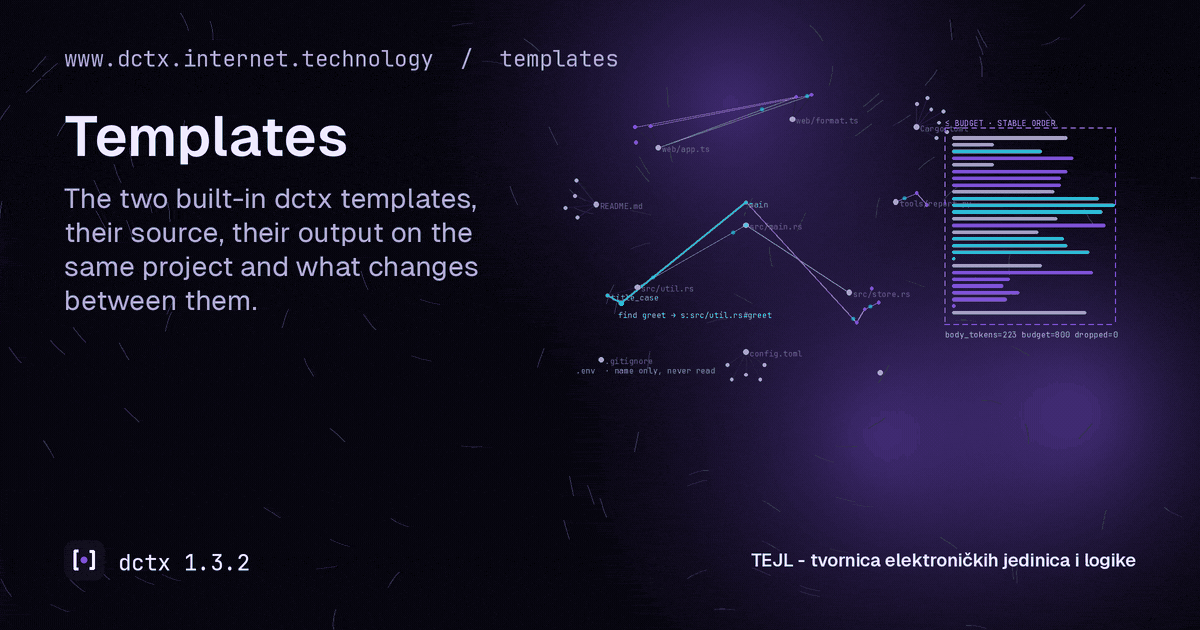 www.dctx.internet.technology / templates
Templates
The two built-in dctx templates,
their source, their output on the
same project and what changes
between them.
web/format.ts
web/app.ts
BUDGET · STABLE ORDER
README.md
main
src/main.rs
src/util.rs
title_case
find greet → s:src/util.rs#greet
src/store.rs
body_tokens=223 budget=800 dropped=0
.gitignore
config.toml
.env · name only, never read
dctx 1.3.2
TEJL - tvornica elektroničkih jedinica i logike